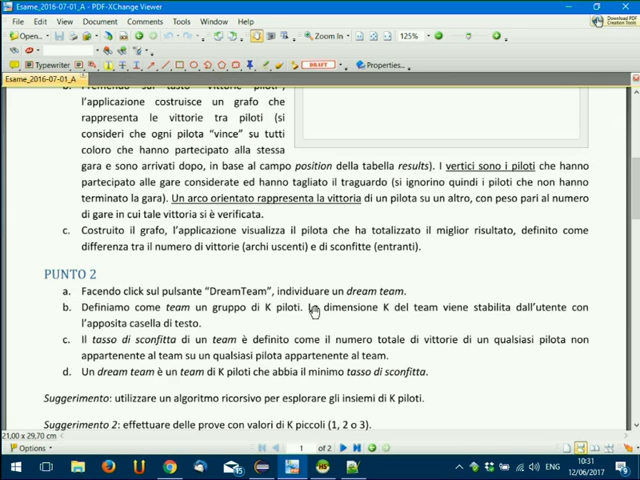 Esame_2016-07-01_A - PDF-XChange Viewer
File Edit View Document Comments Tools Window Help
Open... Zoom In 125%
Typewriter DRAFT Properties...
Esame_2016-07-01_A
l'applicazione costruisce un grafo che
rappresenta le vittorie tra piloti (si
consideri che ogni pilota "vince" su tutti
coloro che hanno partecipato alla stessa
gara e sono arrivati dopo, in base al campo position della tabella results). I vertici sono i piloti che hanno
partecipato alle gare considerate ed hanno tagliato il traguardo (si ignorino quindi i piloti che non hanno
terminato la gara). Un arco orientato rappresenta la vittoria di un pilota su un altro, con peso pari al numero
di gare in cui tale vittoria si è verificata.
c. Costruito il grafo, l'applicazione visualizza il pilota che ha totalizzato il miglior risultato, definito come
differenza tra il numero di vittorie (archi uscenti) e di sconfitte (entranti).
PUNTO 2
a. Facendo click sul pulsante "DreamTeam", individuare un dream team.
b. Definiamo come team un gruppo di K piloti. La dimensione K del team viene stabilita dall'utente con
l'apposita casella di testo.
c. Il tasso di sconfitta di un team è definito come il numero totale di vittorie di un qualsiasi pilota non
appartenente al team su un qualsiasi pilota appartenente al team.
d. Un dream team è un team di K piloti che abbia il minimo tasso di sconfitta.
Suggerimento: utilizzare un algoritmo ricorsivo per esplorare gli insiemi di K piloti.
Suggerimento 2: effettuare delle prove con valori di K piccoli (1, 2 o 3).
21,00 x 29,70 cm
Options 1 of 2
ENG 10:31
12/06/2017